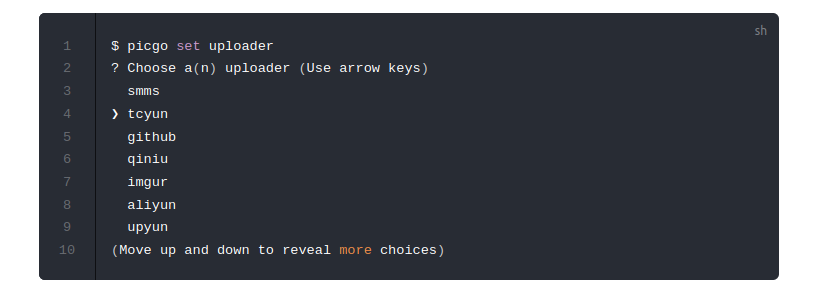 sh
1 $ picgo set uploader
2 ? Choose a(n) uploader (Use arrow keys)
3 smms
4 ❯ tcyun
5 github
6 qiniu
7 imgur
8 aliyun
9 upyun
10 (Move up and down to reveal more choices)